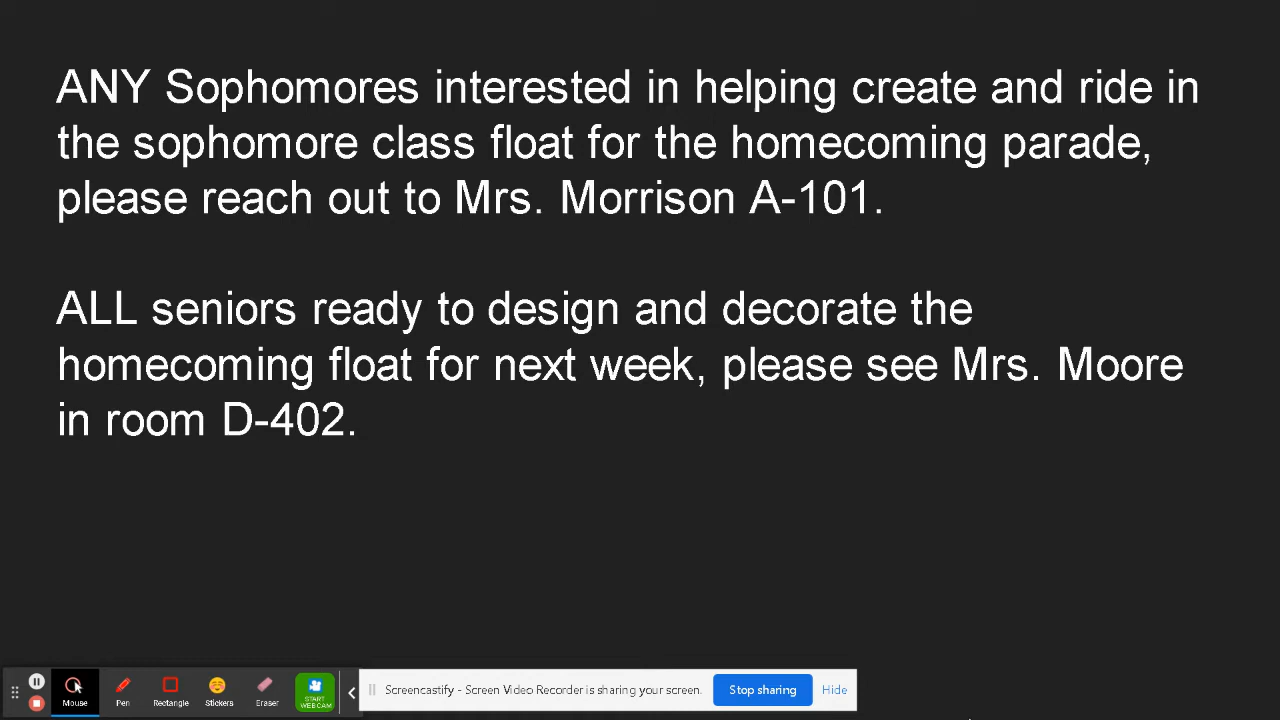 ANY Sophomores interested in helping create and ride in
the sophomore class float for the homecoming parade,
please reach out to Mrs. Morrison A-101.
ALL seniors ready to design and decorate the
homecoming float for next week, please see Mrs. Moore
in room D-402.
Mouse Pen Rectangle Stickers Eraser START WEBCAM
Screencastify - Screen Video Recorder is sharing your screen. Stop sharing Hide